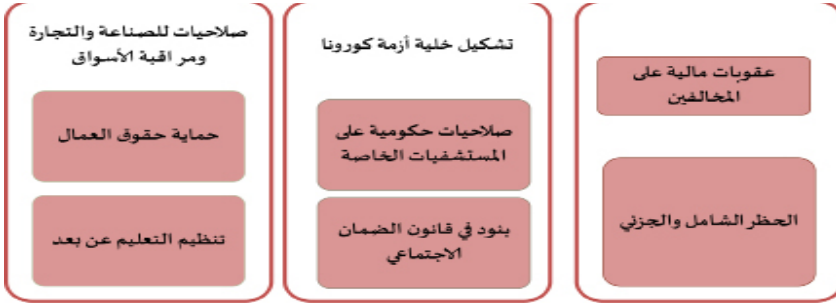 عقوبات مالية على
المخالفين
الحظر الشامل والجزئي
تشكيل خلية أزمة كورونا
صلاحيات حكومية على
المستشفيات الخاصة
بنود في قانون الضمان
الاجتماعي
صلاحيات للصناعة والتجارة
ومراقبة الأسواق
حماية حقوق العمال
تنظيم التعليم عن بعد